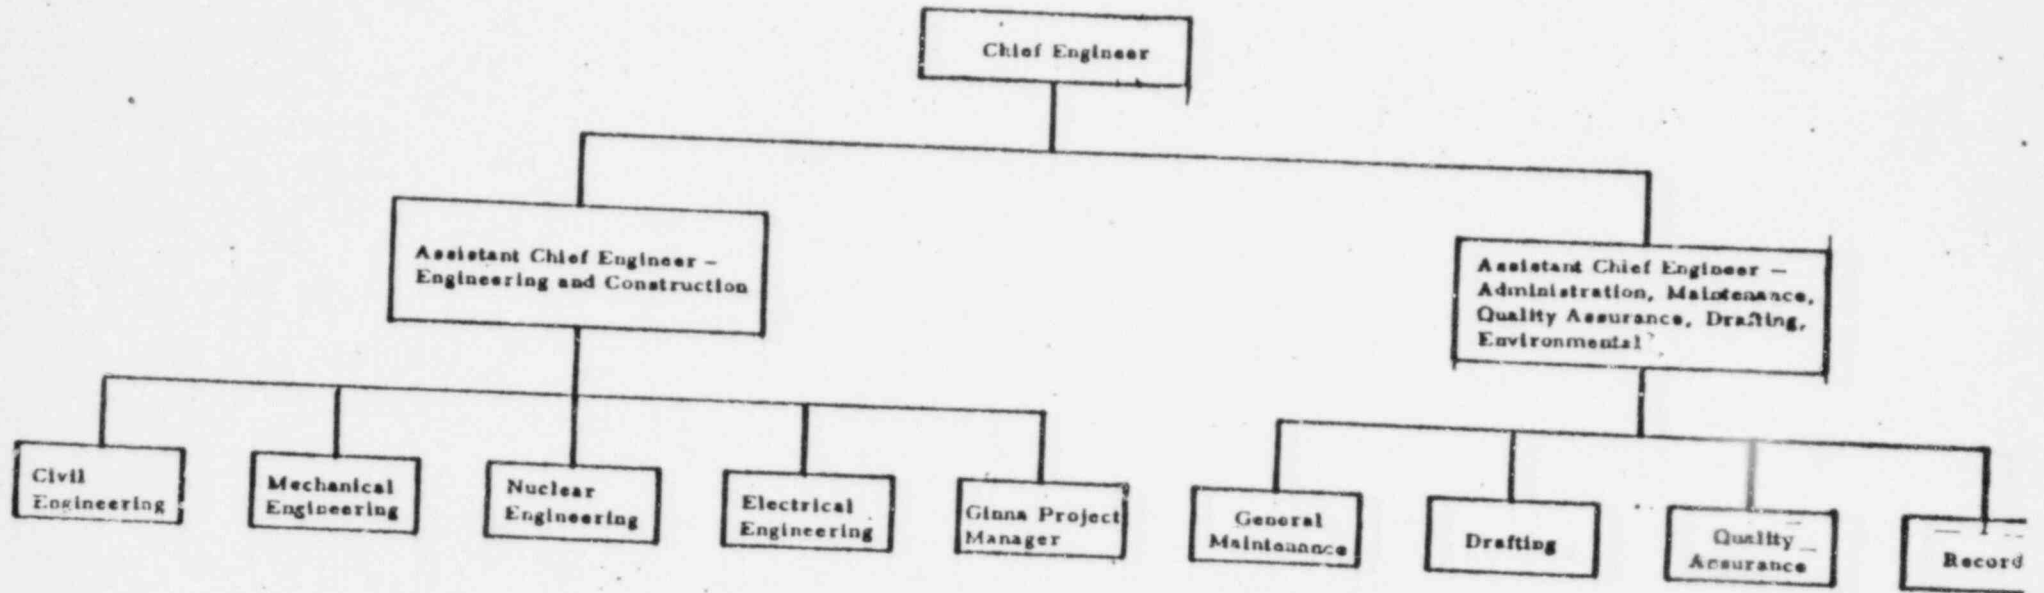 Chief Engineer
Assistant Chief Engineer –
Engineering and Construction
Assistant Chief Engineer –
Administration, Maintenance,
Quality Assurance, Drafting,
Environmental
Civil
Engineering
Mechanical
Engineering
Nuclear
Engineering
Electrical
Engineering
Ginna Project
Manager
General
Maintenance
Drafting
Quality
Assurance
Record